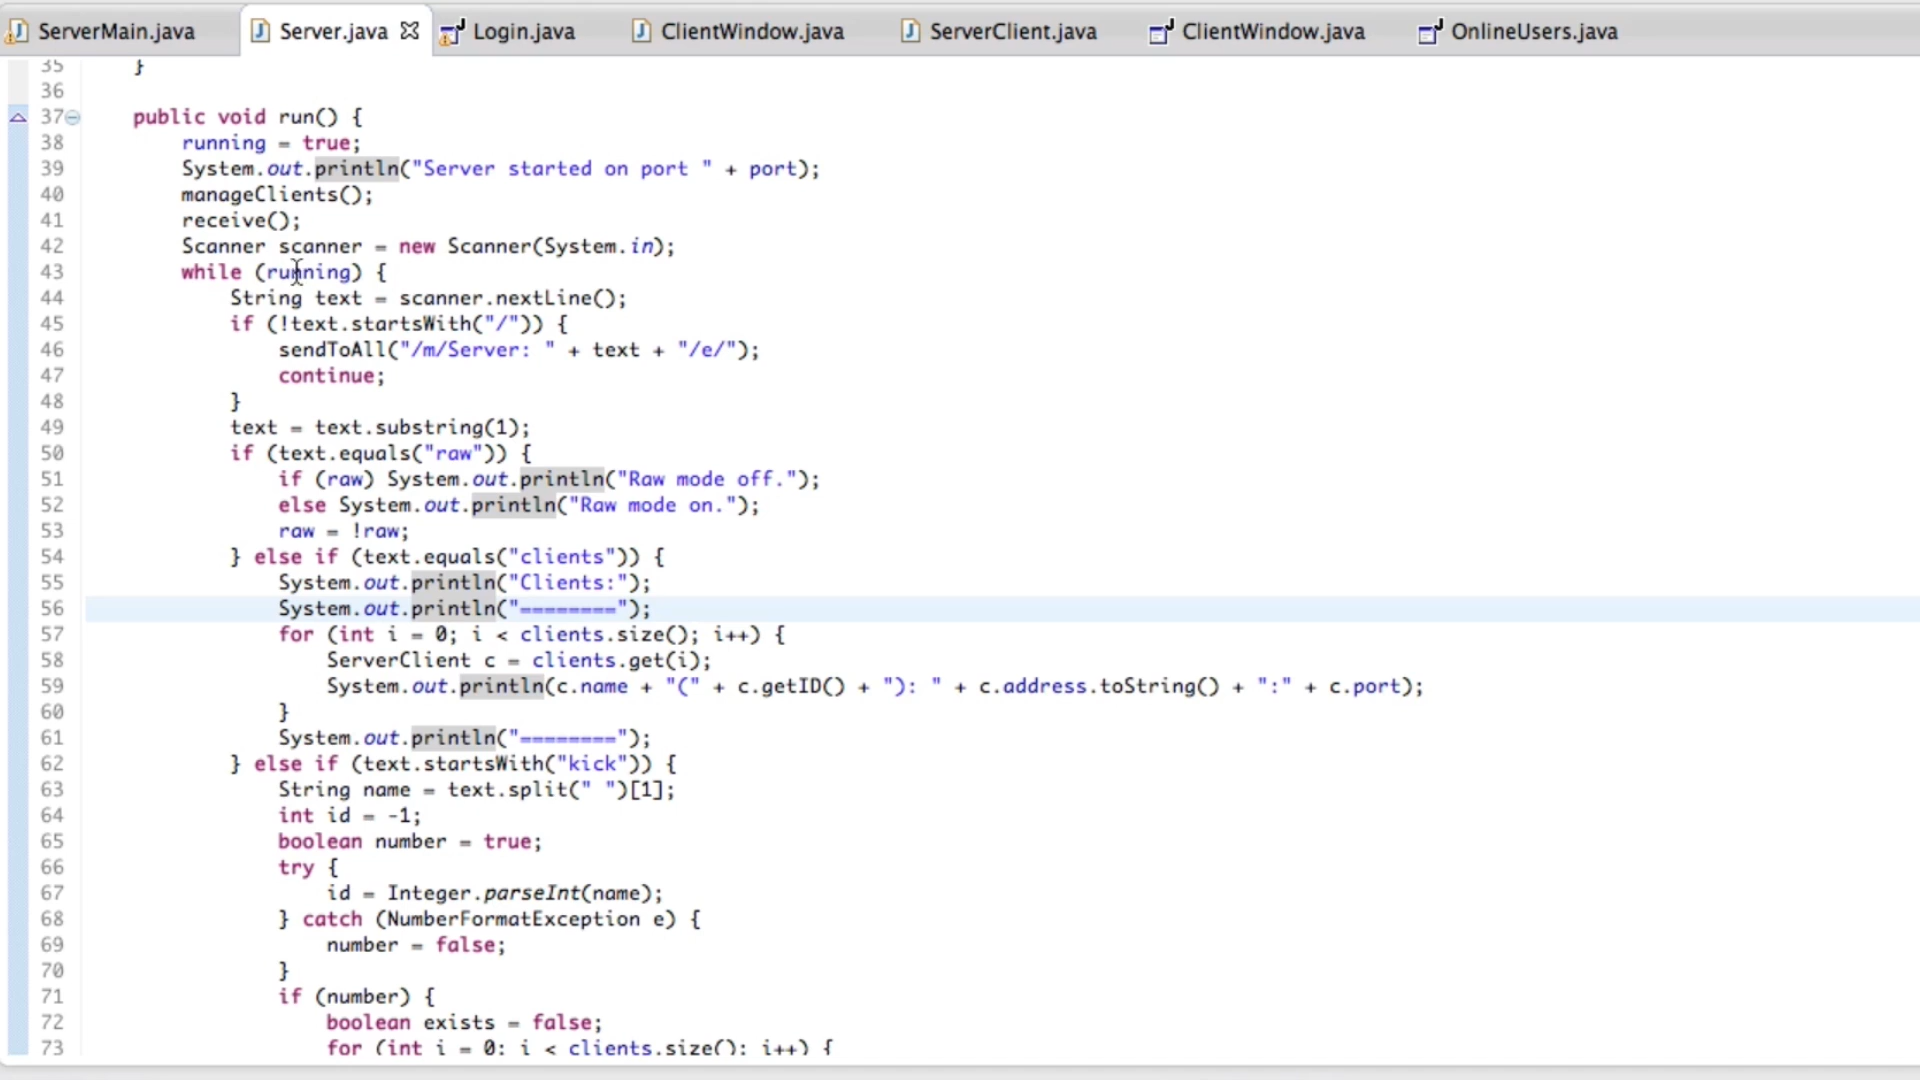 ServerMain.java Server.java Login.java ClientWindow.java ServerClient.java ClientWindow.java OnlineUsers.java
35 }
36
37 public void run() {
38 running = true;
39 System.out.println("Server started on port " + port);
40 manageClients();
41 receive();
42 Scanner scanner = new Scanner(System.in);
43 while (running) {
44 String text = scanner.nextLine();
45 if (!text.startsWith("/")) {
46 sendToAll("/m/Server: " + text + "/e/");
47 continue;
48 }
49 text = text.substring(1);
50 if (text.equals("raw")) {
51 if (raw) System.out.println("Raw mode off.");
52 else System.out.println("Raw mode on.");
53 raw = !raw;
54 } else if (text.equals("clients")) {
55 System.out.println("Clients:");
56 System.out.println("========");
57 for (int i = 0; i < clients.size(); i++) {
58 ServerClient c = clients.get(i);
59 System.out.println(c.name + "(" + c.getID() + "): " + c.address.toString() + ":" + c.port);
60 }
61 System.out.println("========");
62 } else if (text.startsWith("kick")) {
63 String name = text.split(" ")[1];
64 int id = -1;
65 boolean number = true;
66 try {
67 id = Integer.parseInt(name);
68 } catch (NumberFormatException e) {
69 number = false;
70 }
71 if (number) {
72 boolean exists = false;
73 for (int i = 0; i < clients.size(); i++) {